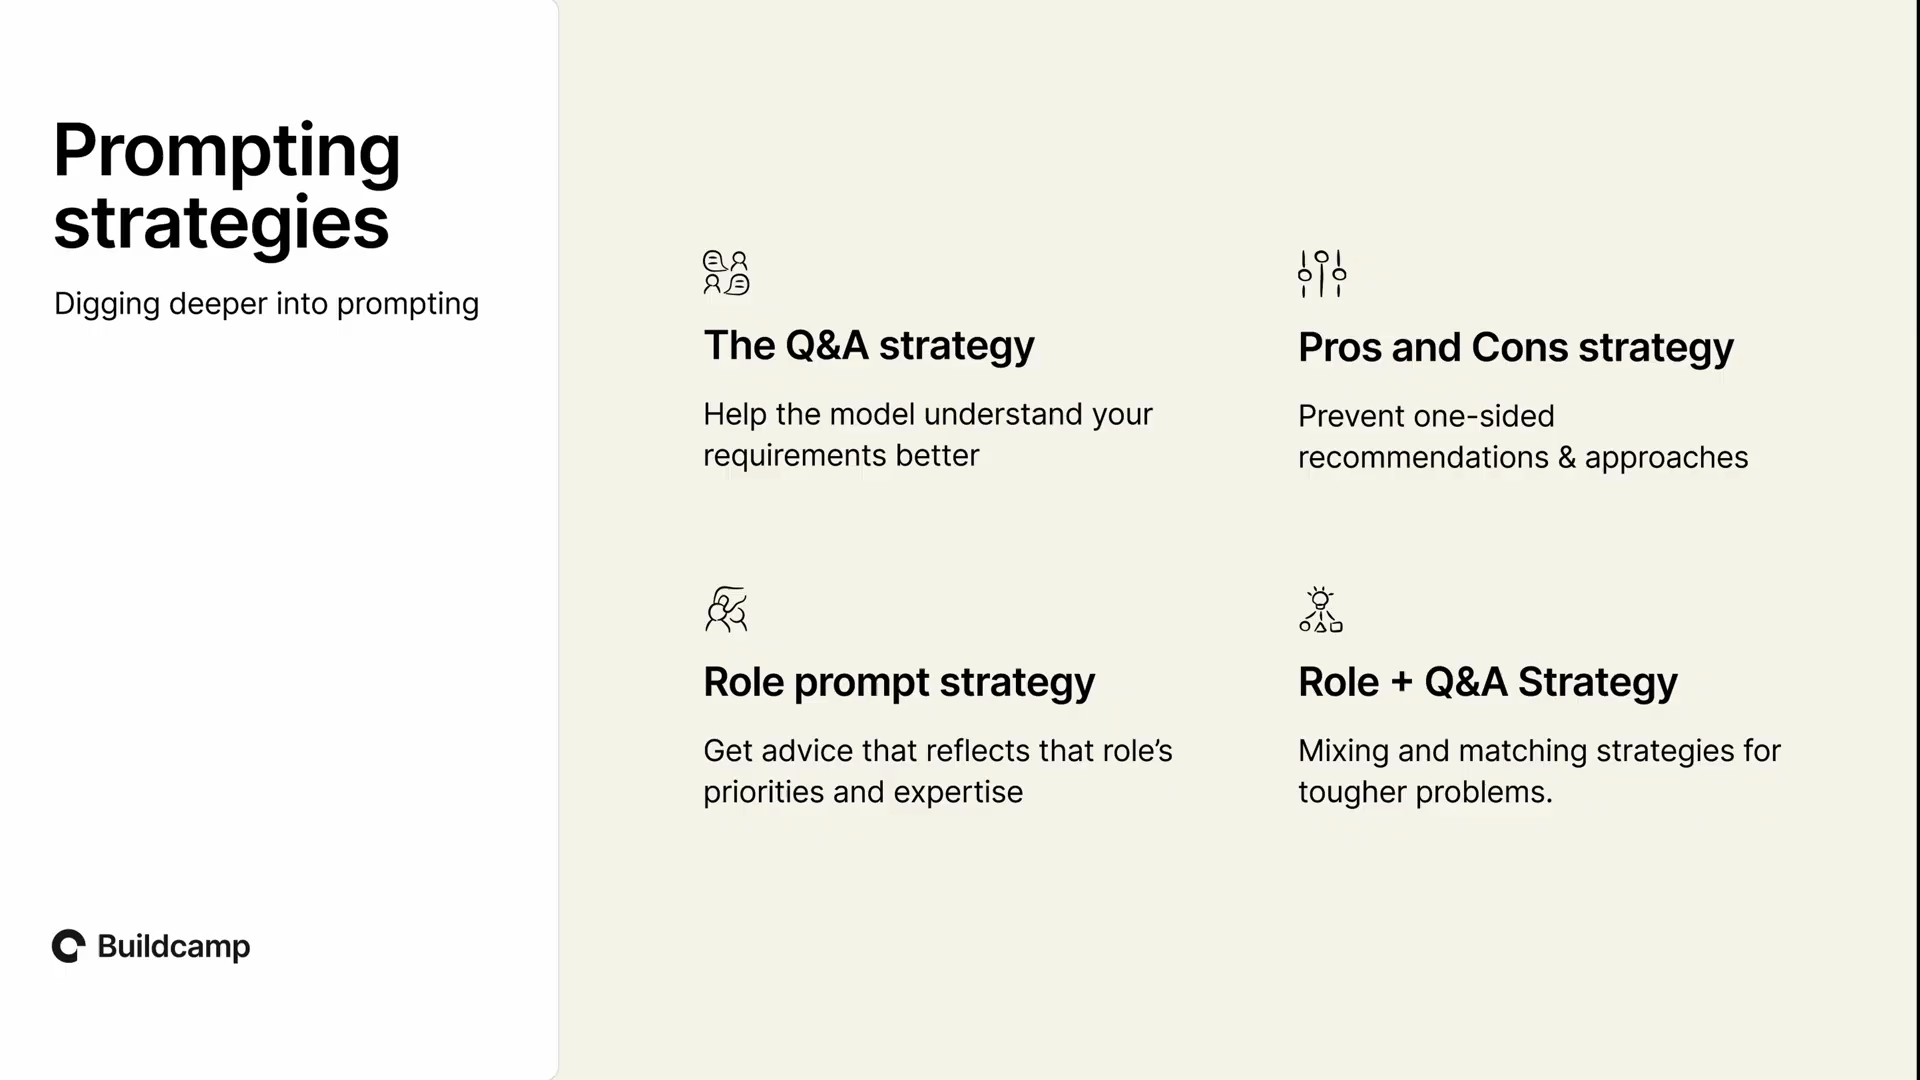 Prompting
strategies
Digging deeper into prompting
The Q&A strategy
Help the model understand your
requirements better
Pros and Cons strategy
Prevent one-sided
recommendations & approaches
Role prompt strategy
Get advice that reflects that role’s
priorities and expertise
Role + Q&A Strategy
Mixing and matching strategies for
tougher problems.
Buildcamp